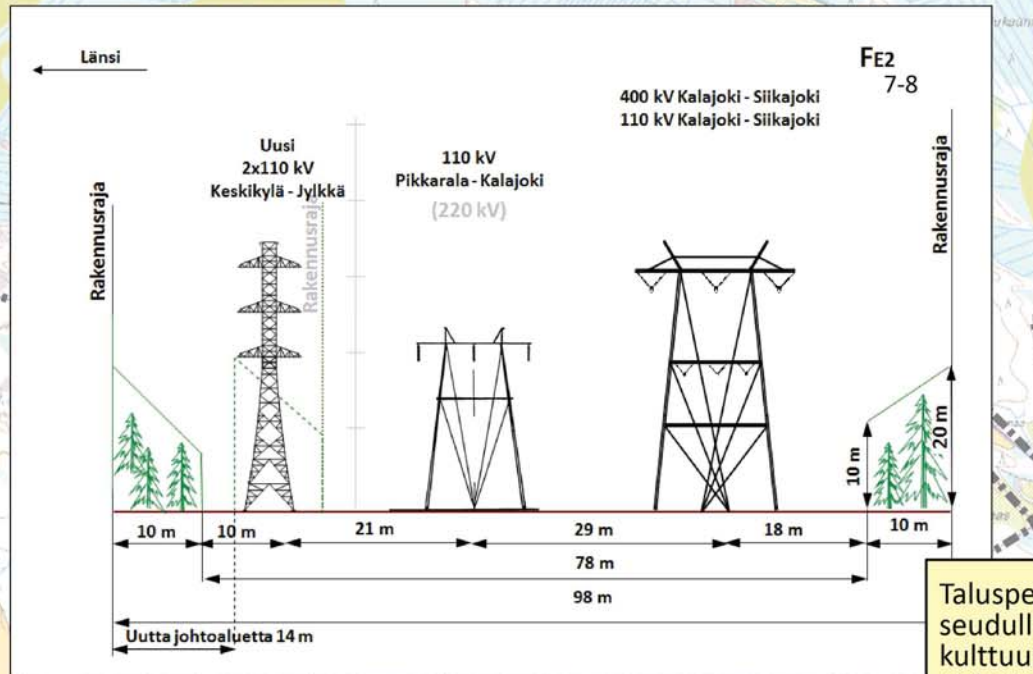 Länsi
FE2
7-8
400 kV Kalajoki - Siikajoki
110 kV Kalajoki - Siikajoki
Uusi
2x110 kV
Keskikylä - Jylkkä
110 kV
Pikkarala - Kalajoki
(220 kV)
Rakennusraja
Rakennusraja
Rakennusraja
10 m
20 m
10 m
10 m
21 m
29 m
18 m
10 m
78 m
98 m
Uutta johtoaluetta 14 m
Taluspe
seudull
kulttuu